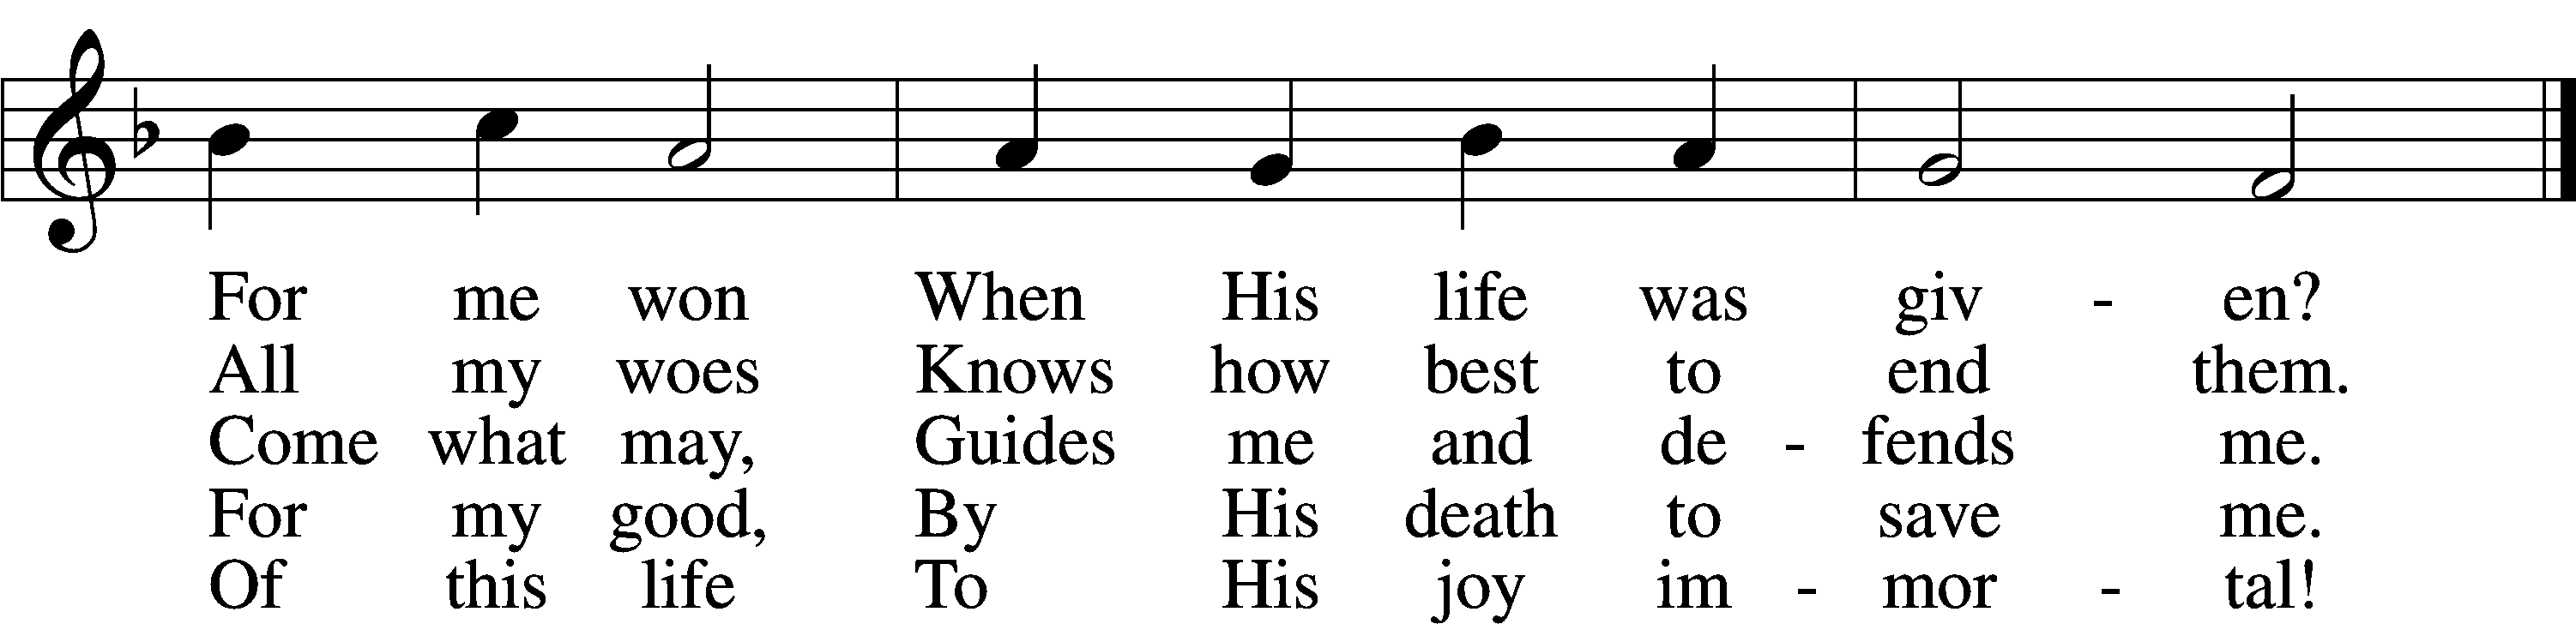 For me won When His life was giv - en?
All my woes Knows how best to end them.
Come what may, Guides me and de - fends me.
For my good, By His death to save me.
Of this life To His joy im - mor - tal!